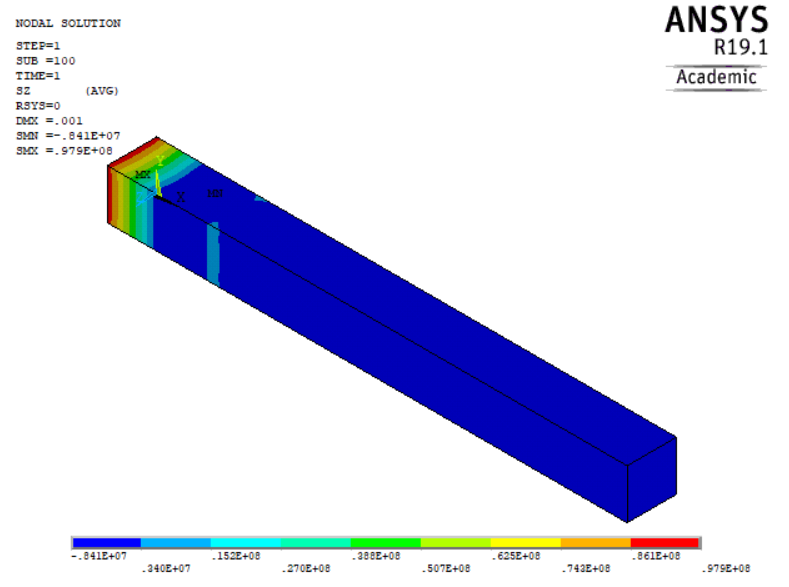 NODAL SOLUTION
STEP=1
SUB =100
TIME=1
SZ (AVG)
RSYS=0
DMX =.001
SMN =-.841E+07
SMX =.979E+08
ANSYS
R19.1
Academic
Y
MX
X
MN
-.841E+07 .152E+08 .388E+08 .625E+08 .861E+08
.340E+07 .270E+08 .507E+08 .743E+08 .979E+08